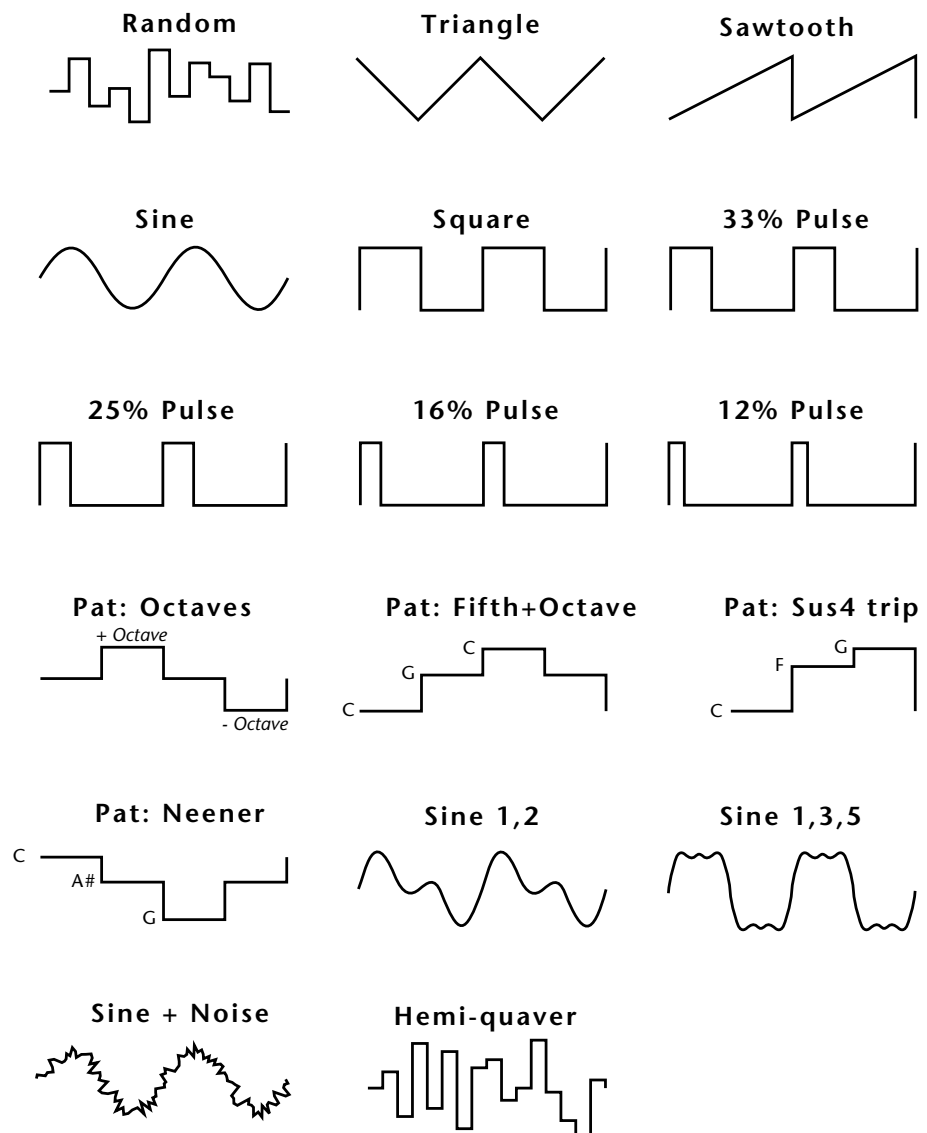 Random
Triangle
Sawtooth
Sine
Square
33% Pulse
25% Pulse
16% Pulse
12% Pulse
Pat: Octaves
+ Octave
- Octave
Pat: Fifth+Octave
C
G
C
Pat: Sus4 trip
G
F
C
Pat: Neener
C
A#
G
Sine 1,2
Sine 1,3,5
Sine + Noise
Hemi-quaver